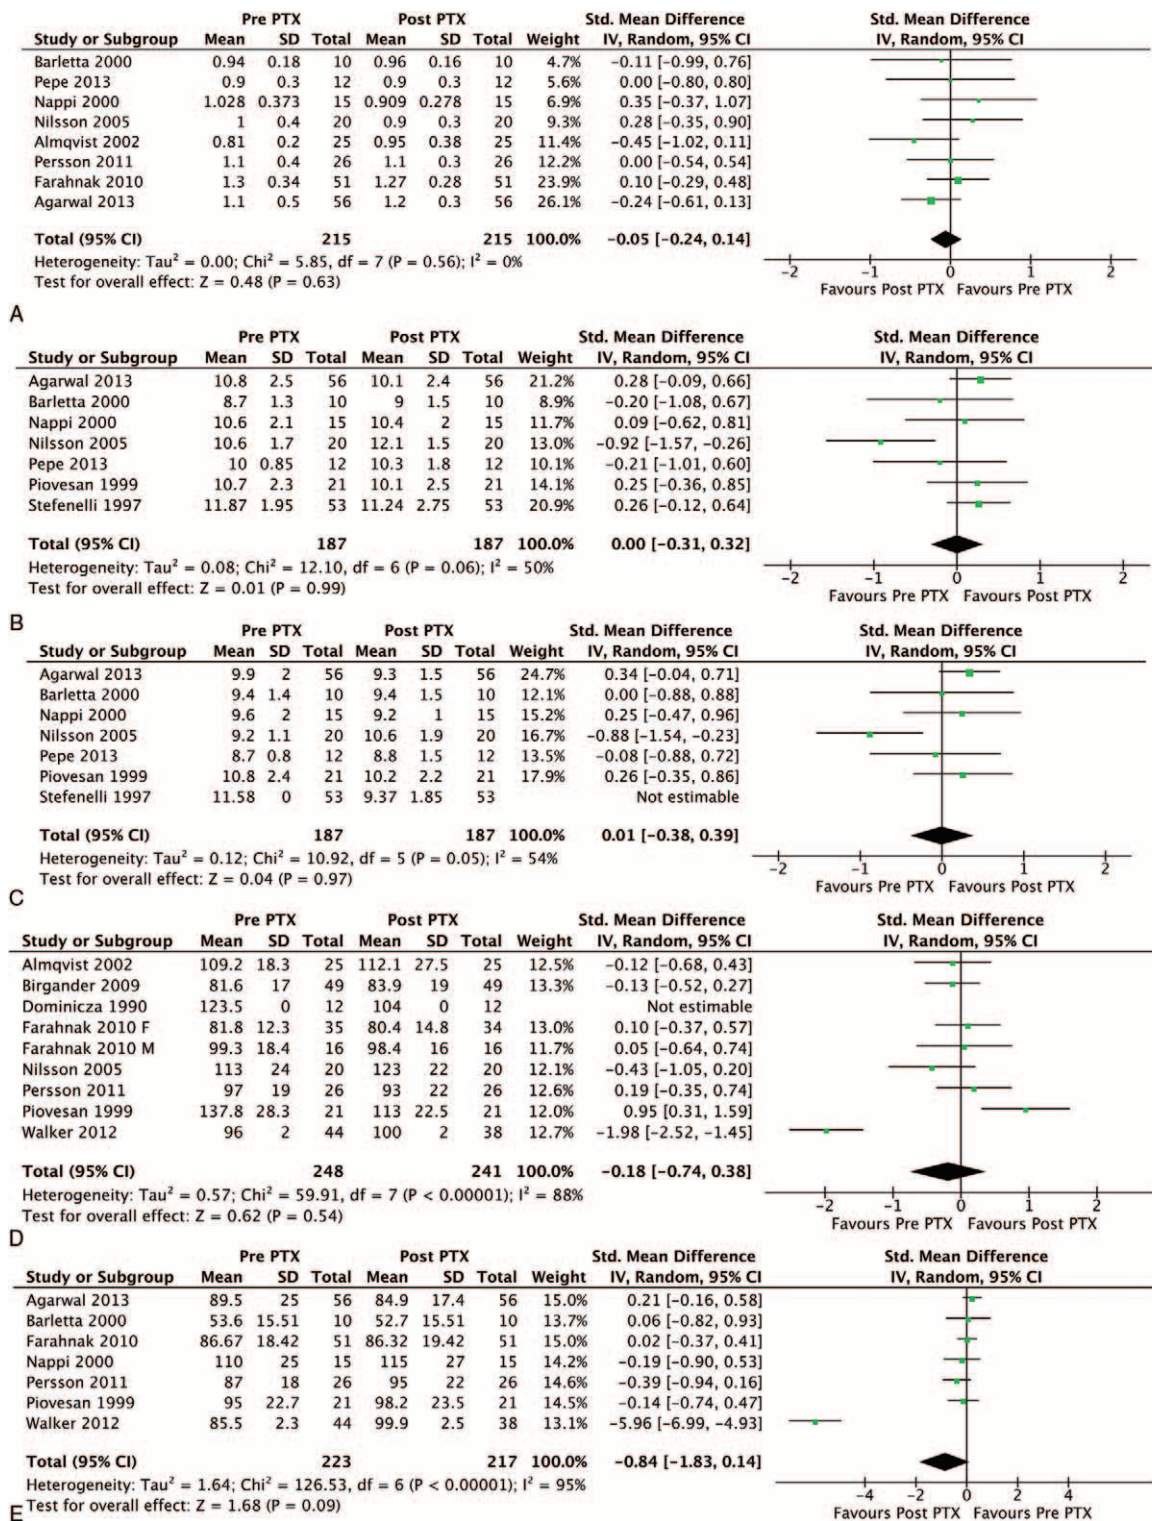 Pre PTX Post PTX Std. Mean Difference Std. Mean Difference
Study or Subgroup Mean SD Total Mean SD Total Weight IV, Random, 95% CI IV, Random, 95% CI
Barletta 2000 0.94 0.18 10 0.96 0.16 10 4.7% −0.11 [−0.99, 0.76]
Pepe 2013 0.9 0.3 12 0.9 0.3 12 5.6% 0.00 [−0.80, 0.80]
Nappi 2000 1.028 0.373 15 0.909 0.278 15 6.9% 0.35 [−0.37, 1.07]
Nilsson 2005 1 0.4 20 0.9 0.3 20 9.3% 0.28 [−0.35, 0.90]
Almqvist 2002 0.81 0.2 25 0.95 0.38 25 11.4% −0.45 [−1.02, 0.11]
Persson 2011 1.1 0.4 26 1.1 0.3 26 12.2% 0.00 [−0.54, 0.54]
Farahnak 2010 1.3 0.34 51 1.27 0.28 51 23.9% 0.10 [−0.29, 0.48]
Agarwal 2013 1.1 0.5 56 1.2 0.3 56 26.1% −0.24 [−0.61, 0.13]
Total (95% CI) 215 215 100.0% −0.05 [−0.24, 0.14]
Heterogeneity: Tau² = 0.00; Chi² = 5.85, df = 7 (P = 0.56); I² = 0%
Test for overall effect: Z = 0.48 (P = 0.63)
−2 −1 0 1 2
Favours Post PTX Favours Pre PTX
A
Pre PTX Post PTX Std. Mean Difference Std. Mean Difference
Study or Subgroup Mean SD Total Mean SD Total Weight IV, Random, 95% CI IV, Random, 95% CI
Agarwal 2013 10.8 2.5 56 10.1 2.4 56 21.2% 0.28 [−0.09, 0.66]
Barletta 2000 8.7 1.3 10 9 1.5 10 8.9% −0.20 [−1.08, 0.67]
Nappi 2000 10.6 2.1 15 10.4 2 15 11.7% 0.09 [−0.62, 0.81]
Nilsson 2005 10.6 1.7 20 12.1 1.5 20 13.0% −0.92 [−1.57, −0.26]
Pepe 2013 10 0.85 12 10.3 1.8 12 10.1% −0.21 [−1.01, 0.60]
Piovesan 1999 10.7 2.3 21 10.1 2.5 21 14.1% 0.25 [−0.36, 0.85]
Stefenelli 1997 11.87 1.95 53 11.24 2.75 53 20.9% 0.26 [−0.12, 0.64]
Total (95% CI) 187 187 100.0% 0.00 [−0.31, 0.32]
Heterogeneity: Tau² = 0.08; Chi² = 12.10, df = 6 (P = 0.06); I² = 50%
Test for overall effect: Z = 0.01 (P = 0.99)
−2 −1 0 1 2
Favours Pre PTX Favours Post PTX
B
Pre PTX Post PTX Std. Mean Difference Std. Mean Difference
Study or Subgroup Mean SD Total Mean SD Total Weight IV, Random, 95% CI IV, Random, 95% CI
Agarwal 2013 9.9 2 56 9.3 1.5 56 24.7% 0.34 [−0.04, 0.71]
Barletta 2000 9.4 1.4 10 9.4 1.5 10 12.1% 0.00 [−0.88, 0.88]
Nappi 2000 9.6 2 15 9.2 1 15 15.2% 0.25 [−0.47, 0.96]
Nilsson 2005 9.2 1.1 20 10.6 1.9 20 16.7% −0.88 [−1.54, −0.23]
Pepe 2013 8.7 0.8 12 8.8 1.5 12 13.5% −0.08 [−0.88, 0.72]
Piovesan 1999 10.8 2.4 21 10.2 2.2 21 17.9% 0.26 [−0.35, 0.86]
Stefenelli 1997 11.58 0 53 9.37 1.85 53 Not estimable
Total (95% CI) 187 187 100.0% 0.01 [−0.38, 0.39]
Heterogeneity: Tau² = 0.12; Chi² = 10.92, df = 5 (P = 0.05); I² = 54%
Test for overall effect: Z = 0.04 (P = 0.97)
−2 −1 0 1 2
Favours Pre PTX Favours Post PTX
C
Pre PTX Post PTX Std. Mean Difference Std. Mean Difference
Study or Subgroup Mean SD Total Mean SD Total Weight IV, Random, 95% CI IV, Random, 95% CI
Almqvist 2002 109.2 18.3 25 112.1 27.5 25 12.5% −0.12 [−0.68, 0.43]
Birgander 2009 81.6 17 49 83.9 19 49 13.3% −0.13 [−0.52, 0.27]
Dominicza 1990 123.5 0 12 104 0 12 Not estimable
Farahnak 2010 F 81.8 12.3 35 80.4 14.8 34 13.0% 0.10 [−0.37, 0.57]
Farahnak 2010 M 99.3 18.4 16 98.4 16 16 11.7% 0.05 [−0.64, 0.74]
Nilsson 2005 113 24 20 123 22 20 12.1% −0.43 [−1.05, 0.20]
Persson 2011 97 19 26 93 22 26 12.6% 0.19 [−0.35, 0.74]
Piovesan 1999 137.8 28.3 21 113 22.5 21 12.0% 0.95 [0.31, 1.59]
Walker 2012 96 2 44 100 2 38 12.7% −1.98 [−2.52, −1.45]
Total (95% CI) 248 241 100.0% −0.18 [−0.74, 0.38]
Heterogeneity: Tau² = 0.57; Chi² = 59.91, df = 7 (P < 0.00001); I² = 88%
Test for overall effect: Z = 0.62 (P = 0.54)
−2 −1 0 1 2
Favours Pre PTX Favours Post PTX
D
Pre PTX Post PTX Std. Mean Difference Std. Mean Difference
Study or Subgroup Mean SD Total Mean SD Total Weight IV, Random, 95% CI IV, Random, 95% CI
Agarwal 2013 89.5 25 56 84.9 17.4 56 15.0% 0.21 [−0.16, 0.58]
Barletta 2000 53.6 15.51 10 52.7 15.51 10 13.7% 0.06 [−0.82, 0.93]
Farahnak 2010 86.67 18.42 51 86.32 19.42 51 15.0% 0.02 [−0.37, 0.41]
Nappi 2000 110 25 15 115 27 15 14.2% −0.19 [−0.90, 0.53]
Persson 2011 87 18 26 95 22 26 14.6% −0.39 [−0.94, 0.16]
Piovesan 1999 95 22.7 21 98.2 23.5 21 14.5% −0.14 [−0.74, 0.47]
Walker 2012 85.5 2.3 44 99.9 2.5 38 13.1% −5.96 [−6.99, −4.93]
Total (95% CI) 223 217 100.0% −0.84 [−1.83, 0.14]
Heterogeneity: Tau² = 1.64; Chi² = 126.53, df = 6 (P < 0.00001); I² = 95%
Test for overall effect: Z = 1.68 (P = 0.09)
−4 −2 0 2 4
Favours Post PTX Favours Pre PTX
E